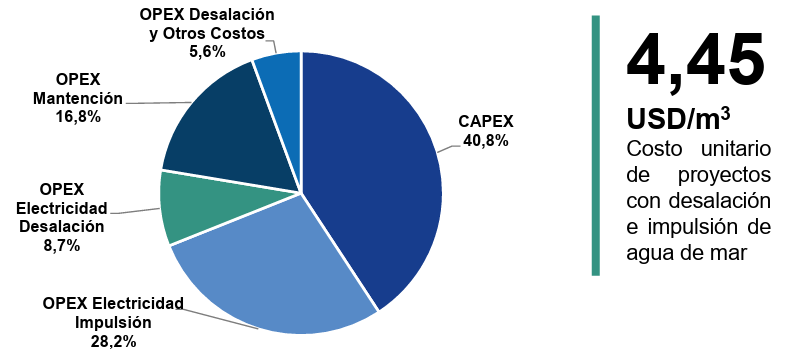 OPEX Desalación
y Otros Costos
5,6%
OPEX
Mantención
16,8%
CAPEX
40,8%
OPEX
Electricidad
Desalación
8,7%
OPEX Electricidad
Impulsión
28,2%
4,45
USD/m³
Costo unitario
de proyectos
con desalación
e impulsión de
agua de mar